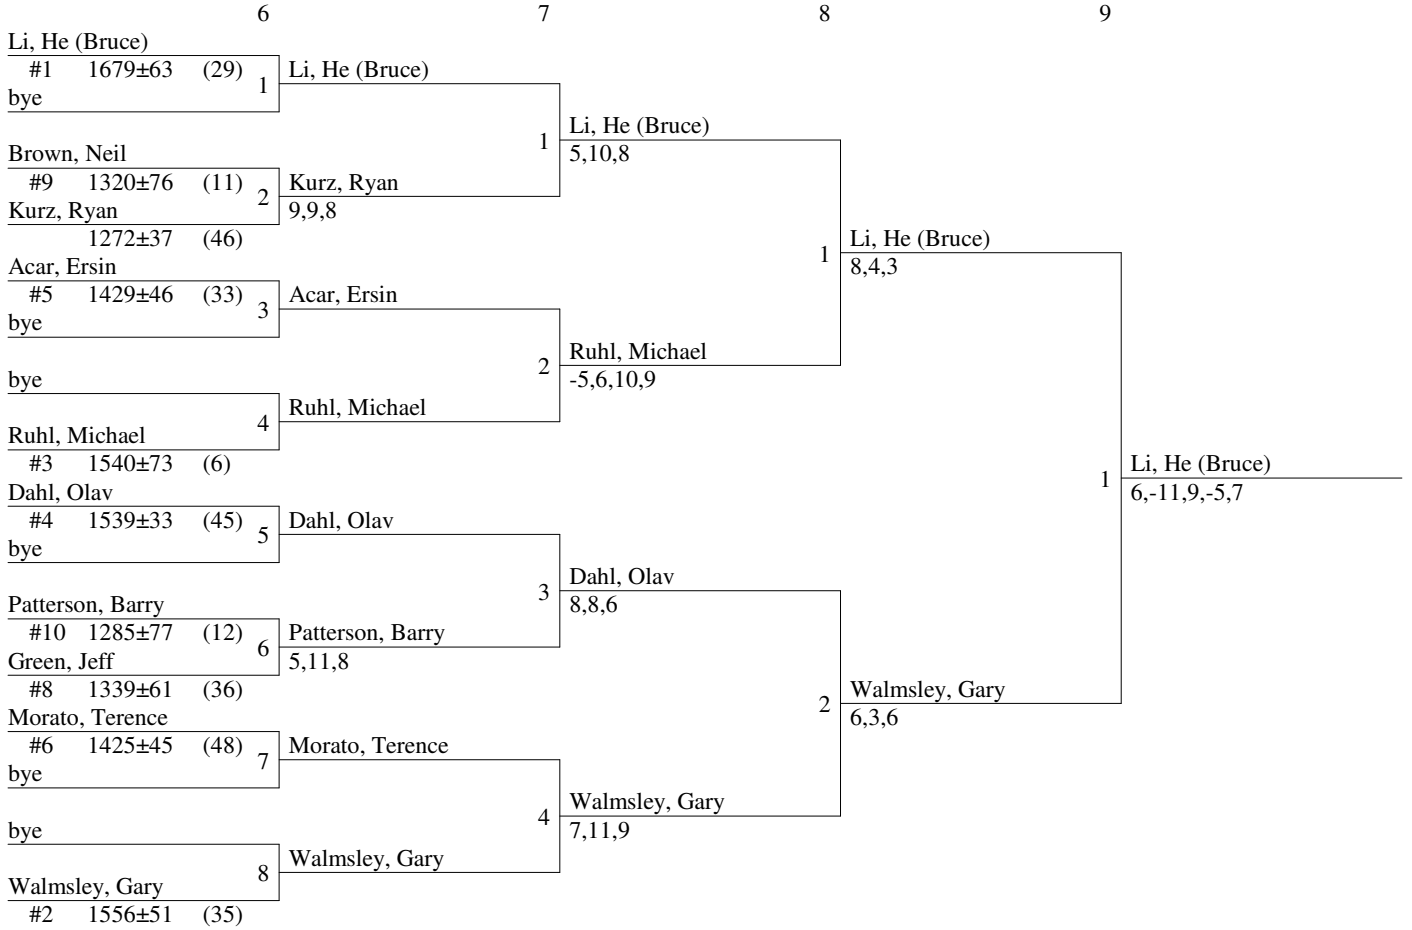 6 7 8 9
Li, He (Bruce)
#1 1679±63 (29)
bye
1
Li, He (Bruce)
1
Li, He (Bruce)
5,10,8
Brown, Neil
#9 1320±76 (11)
Kurz, Ryan
1272±37 (46)
2
Kurz, Ryan
9,9,8
1
Li, He (Bruce)
8,4,3
Acar, Ersin
#5 1429±46 (33)
bye
3
Acar, Ersin
2
Ruhl, Michael
-5,6,10,9
bye
Ruhl, Michael
#3 1540±73 (6)
4
Ruhl, Michael
1
Li, He (Bruce)
6,-11,9,-5,7
Dahl, Olav
#4 1539±33 (45)
bye
5
Dahl, Olav
3
Dahl, Olav
8,8,6
Patterson, Barry
#10 1285±77 (12)
Green, Jeff
#8 1339±61 (36)
6
Patterson, Barry
5,11,8
2
Walmsley, Gary
6,3,6
Morato, Terence
#6 1425±45 (48)
bye
7
Morato, Terence
4
Walmsley, Gary
7,11,9
bye
Walmsley, Gary
#2 1556±51 (35)
8
Walmsley, Gary